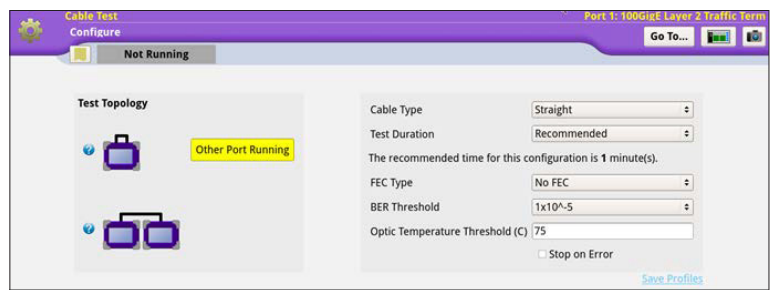 Cable Test
Port 1: 100GigE Layer 2 Traffic Term
Configure
Go To...
Not Running
Test Topology
Other Port Running
Cable Type Straight
Test Duration Recommended
The recommended time for this configuration is 1 minute(s).
FEC Type No FEC
BER Threshold 1x10^-5
Optic Temperature Threshold (C) 75
Stop on Error
Save Profiles